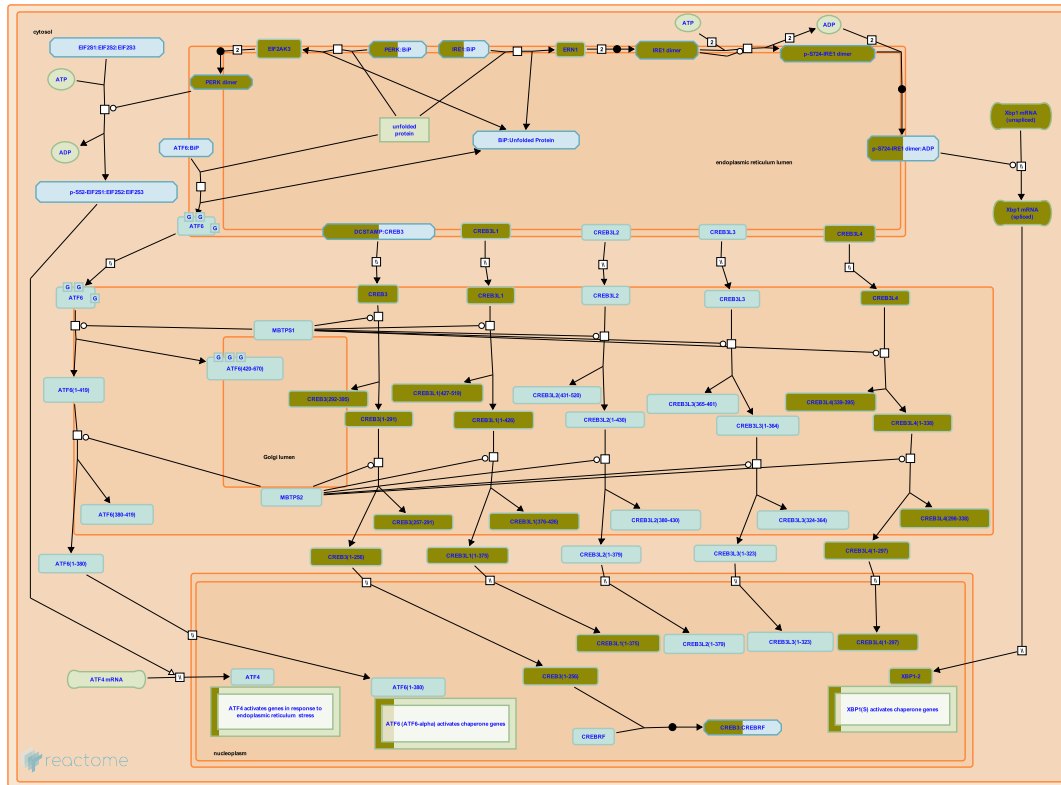 cytosol
EIF2S1:EIF2S2:EIF2S3
ATP
ADP
p-S52-EIF2S1:EIF2S2:EIF2S3
2
EIF2AK3
PERK:BiP
IRE1:BiP
ERN1
2
IRE1 dimer
ATP
2
2
ADP
2
p-S724-IRE1 dimer
PERK dimer
unfolded
protein
BiP:Unfolded Protein
ATF6:BiP
endoplasmic reticulum lumen
p-S724-IRE1 dimer:ADP
Xbp1 mRNA
(unspliced)
Xbp1 mRNA
(spliced)
G
G
G
ATF6
DCSTAMP:CREB3
CREB3L1
CREB3L2
CREB3L3
CREB3L4
G
G
G
ATF6
CREB3
CREB3L1
CREB3L2
CREB3L3
CREB3L4
MBTPS1
G
G
G
ATF6(420-670)
ATF6(1-419)
CREB3(292-395)
CREB3(1-291)
CREB3L1(427-519)
CREB3L1(1-426)
CREB3L2(431-520)
CREB3L2(1-430)
CREB3L3(365-461)
CREB3L3(1-364)
CREB3L4(339-395)
CREB3L4(1-338)
Golgi lumen
MBTPS2
ATF6(380-419)
CREB3(257-291)
CREB3L1(376-426)
CREB3L2(380-430)
CREB3L3(324-364)
CREB3L4(298-338)
ATF6(1-380)
CREB3(1-256)
CREB3L1(1-375)
CREB3L2(1-379)
CREB3L3(1-323)
CREB3L4(1-297)
CREB3L1(1-375)
CREB3L2(1-379)
CREB3L3(1-323)
CREB3L4(1-297)
ATF4 mRNA
ATF4
ATF6(1-380)
CREB3(1-256)
XBP1-2
ATF4 activates genes in response to
endoplasmic reticulum stress
ATF6 (ATF6-alpha) activates chaperone genes
CREBRF
CREB3:CREBRF
XBP1(S) activates chaperone genes
nucleoplasm
reactome